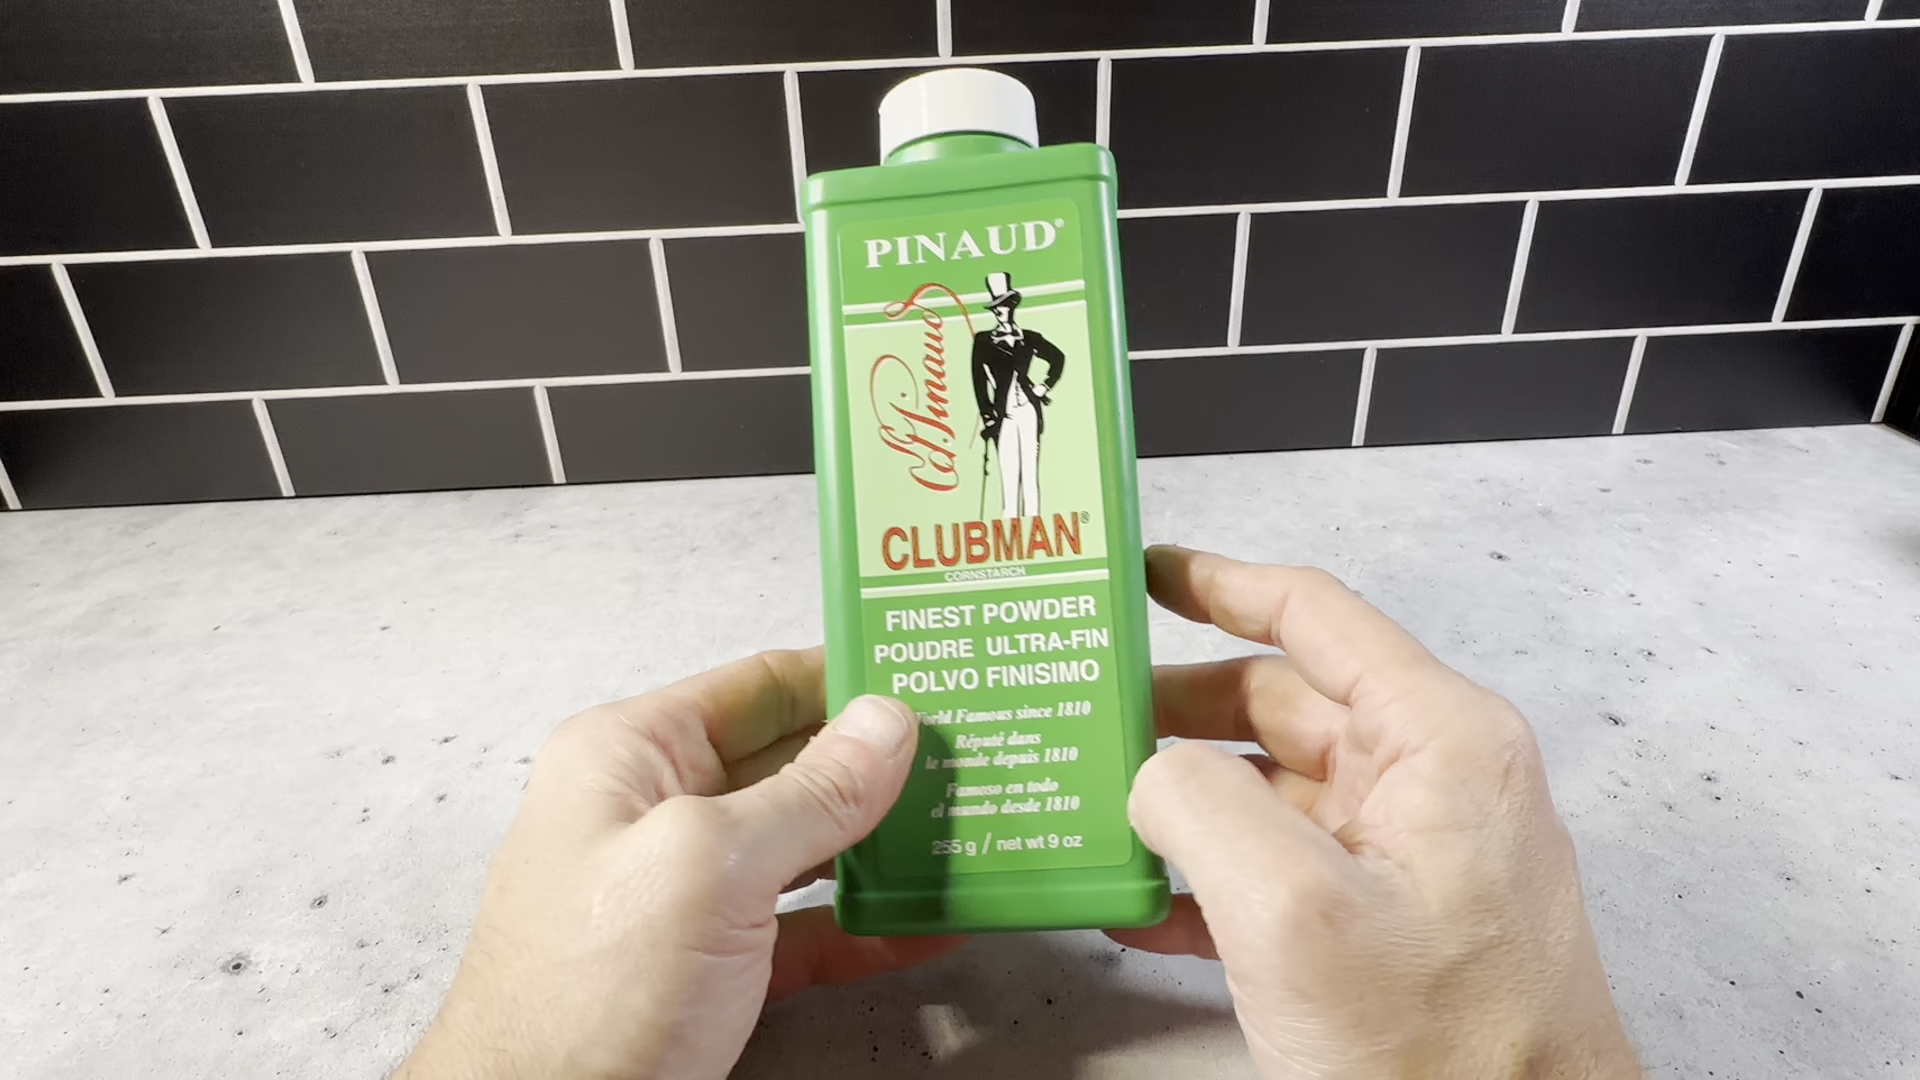 PINAUD®
Ed. Pinaud
CLUBMAN®
CORNSTARCH
FINEST POWDER
POUDRE ULTRA-FIN
POLVO FINISIMO
Famous since 1810
Réputé dans
le monde depuis 1810
Famoso en todo
el mundo desde 1810
255 g / net wt 9 oz